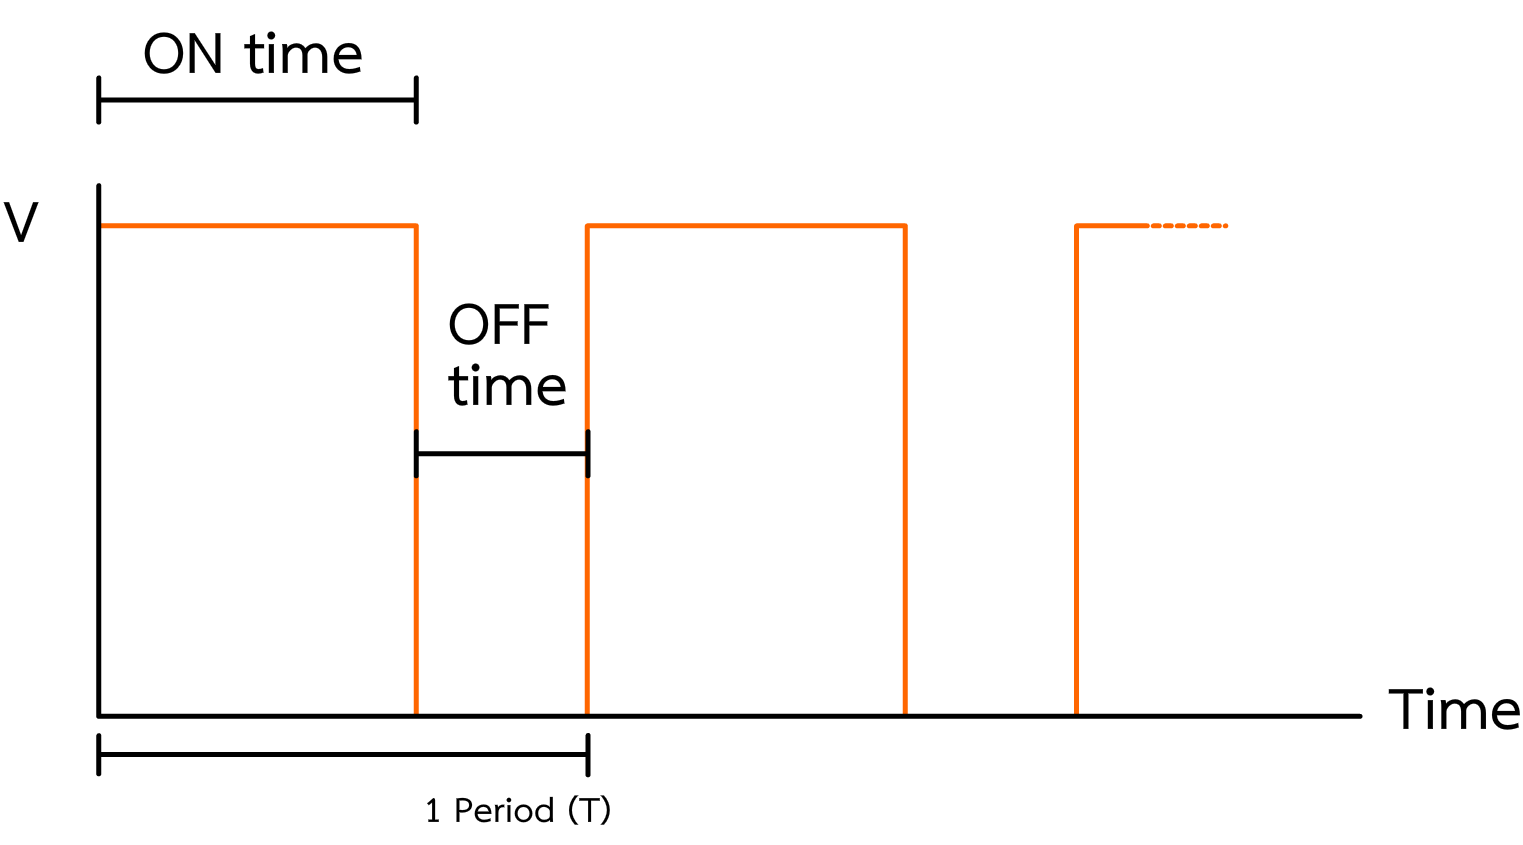 ON time
V
OFF
time
Time
1 Period (T)